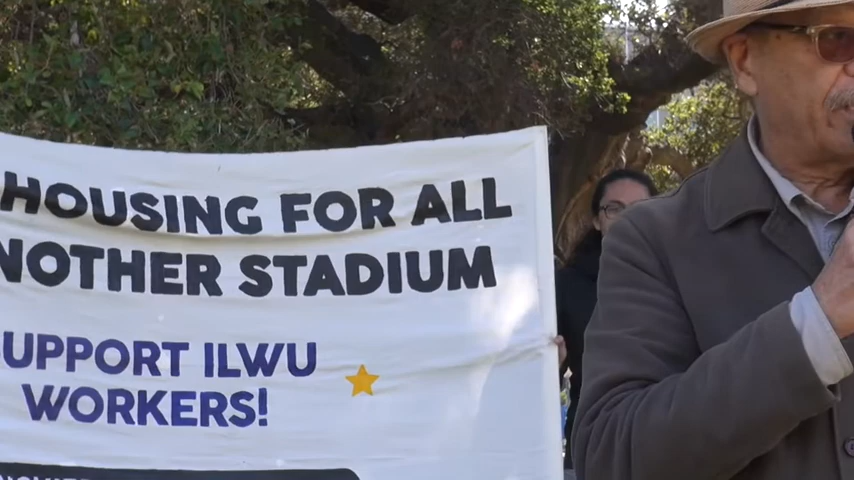 HOUSING FOR ALL
NOTHER STADIUM
UPPORT ILWU
WORKERS!